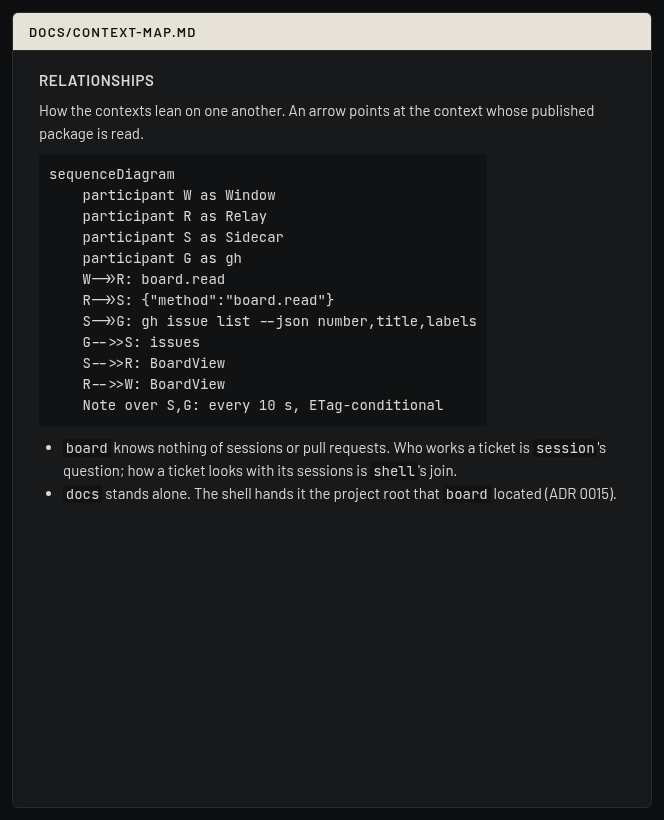 DOCS/CONTEXT-MAP.MD
RELATIONSHIPS
How the contexts lean on one another. An arrow points at the context whose published
package is read.
sequenceDiagram
    participant W as Window
    participant R as Relay
    participant S as Sidecar
    participant G as gh
    W->>R: board.read
    R->>S: {"method":"board.read"}
    S->>G: gh issue list --json number,title,labels
    G-->>S: issues
    S-->>R: BoardView
    R-->>W: BoardView
    Note over S,G: every 10 s, ETag-conditional
• board knows nothing of sessions or pull requests. Who works a ticket is session's
question; how a ticket looks with its sessions is shell's join.
• docs stands alone. The shell hands it the project root that board located (ADR 0015).